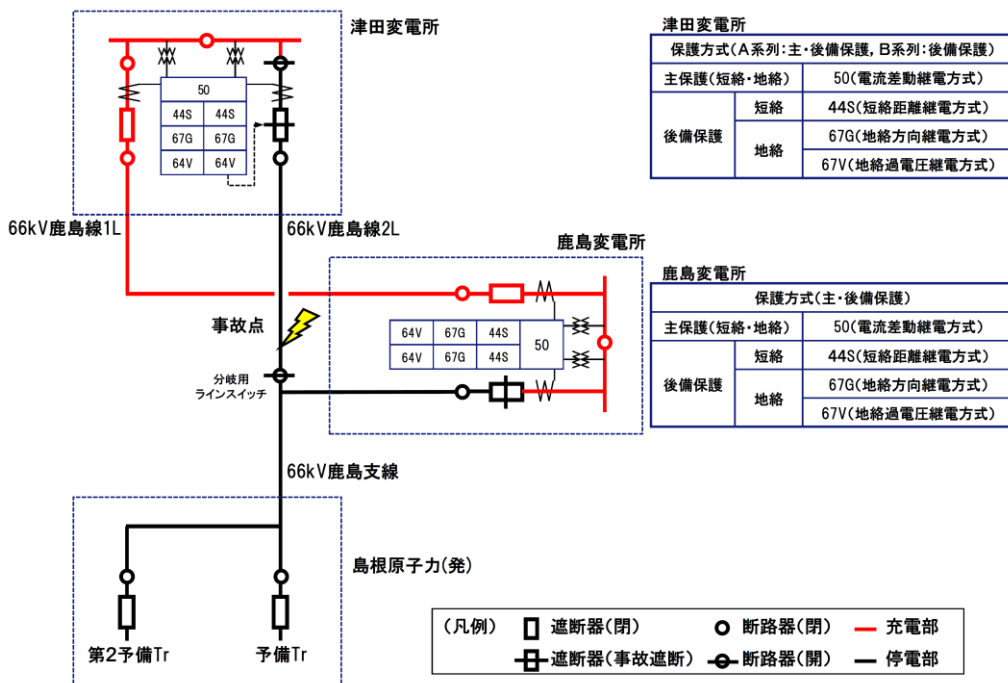 津田変電所
50
44S 44S
67G 67G
64V 64V
66kV鹿島線1L
66kV鹿島線2L
事故点
分岐用
ラインスイッチ
鹿島変電所
64V 67G 44S 50
64V 67G 44S
66kV鹿島支線
島根原子力(発)
第2予備Tr
予備Tr
津田変電所
保護方式(A系列:主・後備保護, B系列:後備保護)
主保護(短絡・地絡) 50(電流差動継電方式)
後備保護 短絡 44S(短絡距離継電方式)
地絡 67G(地絡方向継電方式)
67V(地絡過電圧継電方式)
鹿島変電所
保護方式(主・後備保護)
主保護(短絡・地絡) 50(電流差動継電方式)
後備保護 短絡 44S(短絡距離継電方式)
地絡 67G(地絡方向継電方式)
67V(地絡過電圧継電方式)
(凡例) 遮断器(閉) 断路器(閉) 充電部
遮断器(事故遮断) 断路器(開) 停電部